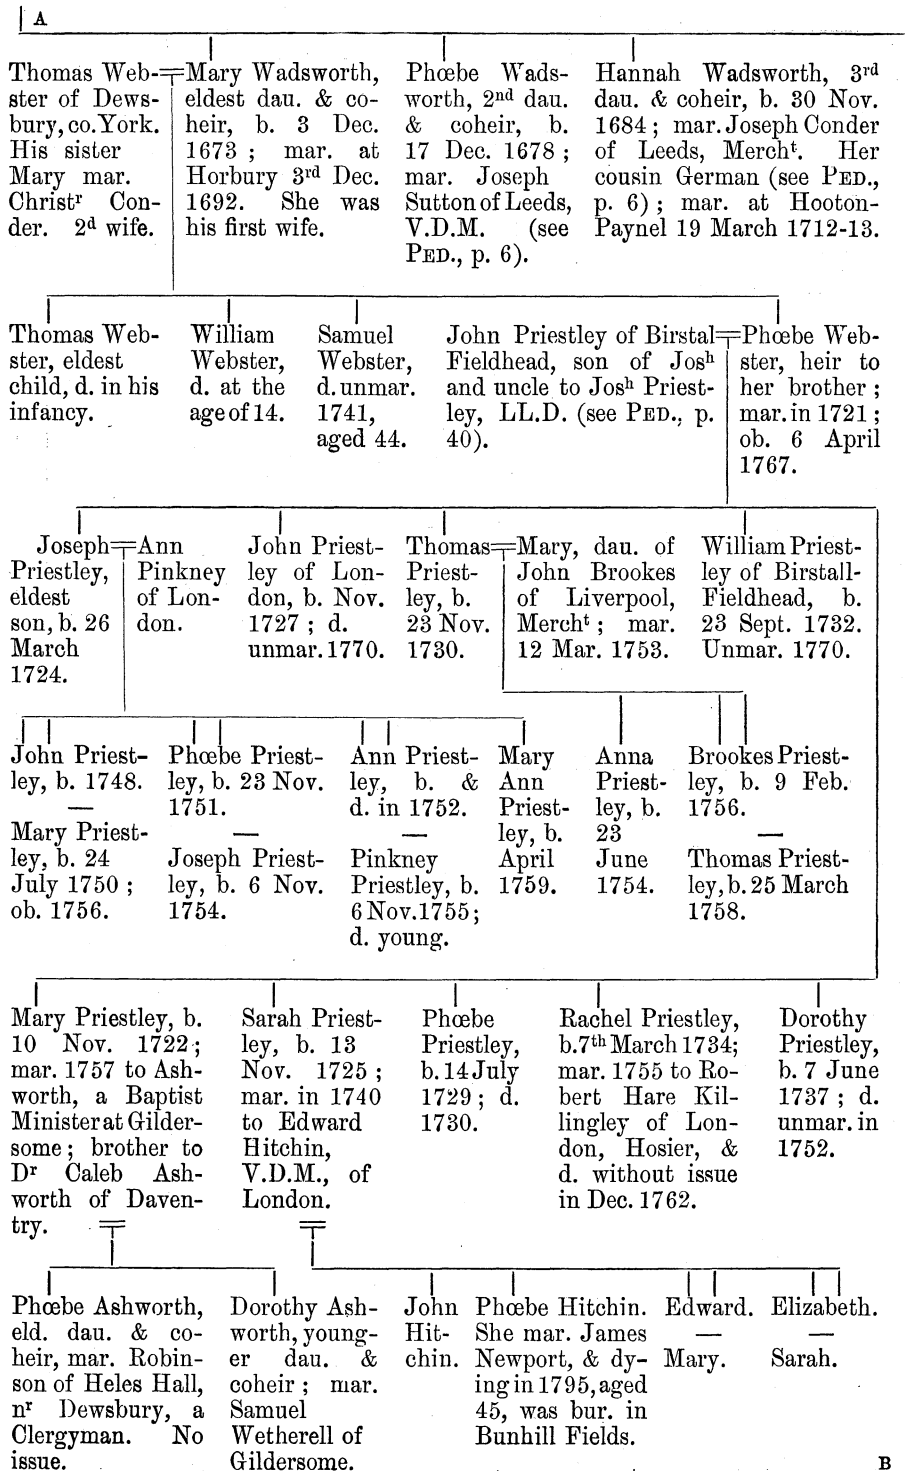 A
Thomas Web-
ster of Dews-
bury, co. York.
His sister
Mary mar.
Christr Con-
der. 2d wife.
Mary Wadsworth,
eldest dau. & co-
heir, b. 3 Dec.
1673 ; mar. at
Horbury 3rd Dec.
1692. She was
his first wife.
Phœbe Wads-
worth, 2nd dau.
& coheir, b.
17 Dec. 1678 ;
mar. Joseph
Sutton of Leeds,
V.D.M. (see
PED., p. 6).
Hannah Wadsworth, 3rd
dau. & coheir, b. 30 Nov.
1684 ; mar. Joseph Conder
of Leeds, Mercht. Her
cousin German (see PED.,
p. 6) ; mar. at Hooton-
Paynel 19 March 1712-13.
Thomas Web-
ster, eldest
child, d. in his
infancy.
William
Webster,
d. at the
age of 14.
Samuel
Webster,
d. unmar.
1741,
aged 44.
John Priestley of Birstal
Fieldhead, son of Josh
and uncle to Josh Priest-
ley, LL.D. (see PED., p.
40).
Phœbe Web-
ster, heir to
her brother ;
mar. in 1721 ;
ob. 6 April
1767.
Joseph
Priestley,
eldest
son, b. 26
March
1724.
Ann
Pinkney
of Lon-
don.
John Priest-
ley of Lon-
don, b. Nov.
1727 ; d.
unmar. 1770.
Thomas
Priest-
ley, b.
23 Nov.
1730.
Mary, dau. of
John Brookes
of Liverpool,
Mercht ; mar.
12 Mar. 1753.
William Priest-
ley of Birstall-
Fieldhead, b.
23 Sept. 1732.
Unmar. 1770.
John Priest-
ley, b. 1748.
—
Mary Priest-
ley, b. 24
July 1750 ;
ob. 1756.
Phœbe Priest-
ley, b. 23 Nov.
1751.
—
Joseph Priest-
ley, b. 6 Nov.
1754.
Ann Priest-
ley, b. &
d. in 1752.
—
Pinkney
Priestley, b.
6 Nov. 1755;
d. young.
Mary
Ann
Priest-
ley, b.
April
1759.
Anna
Priest-
ley, b.
23
June
1754.
Brookes Priest-
ley, b. 9 Feb.
1756.
—
Thomas Priest-
ley, b. 25 March
1758.
Mary Priestley, b.
10 Nov. 1722;
mar. 1757 to Ash-
worth, a Baptist
Minister at Gilder-
some; brother to
Dr Caleb Ash-
worth of Daven-
try.
Sarah Priest-
ley, b. 13
Nov. 1725 ;
mar. in 1740
to Edward
Hitchin,
V.D.M., of
London.
Phœbe
Priestley,
b. 14 July
1729 ; d.
1730.
Rachel Priestley,
b. 7th March 1734;
mar. 1755 to Ro-
bert Hare Kil-
lingley of Lon-
don, Hosier, &
d. without issue
in Dec. 1762.
Dorothy
Priestley,
b. 7 June
1737 ; d.
unmar. in
1752.
Phœbe Ashworth,
eld. dau. & co-
heir, mar. Robin-
son of Heles Hall,
nr Dewsbury, a
Clergyman. No
issue.
Dorothy Ash-
worth, young-
er dau. &
coheir ; mar.
Samuel
Wetherell of
Gildersome.
John
Hit-
chin.
Phœbe Hitchin.
She mar. James
Newport, & dy-
ing in 1795, aged
45, was bur. in
Bunhill Fields.
Edward.
—
Mary.
Elizabeth.
—
Sarah.
B